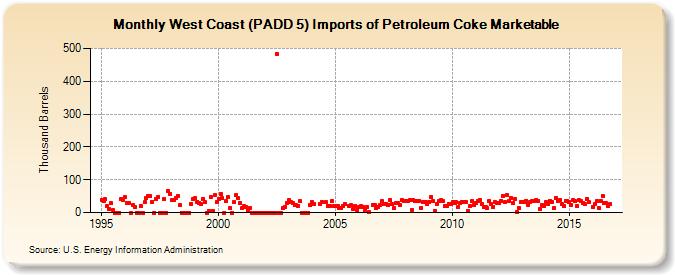 Monthly West Coast (PADD 5) Imports of Petroleum Coke Marketable
Thousand Barrels
500
400
300
200
100
0
1995 2000 2005 2010 2015
Source: U.S. Energy Information Administration